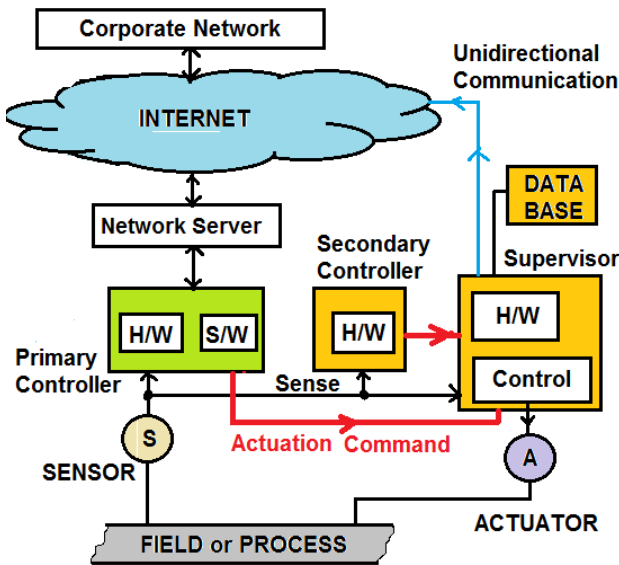 Corporate Network
Unidirectional
Communication
INTERNET
DATA
BASE
Network Server
Secondary
Controller
Supervisor
H/W
S/W
H/W
H/W
Primary
Controller
Sense
Control
S
Actuation Command
A
SENSOR
ACTUATOR
FIELD or PROCESS